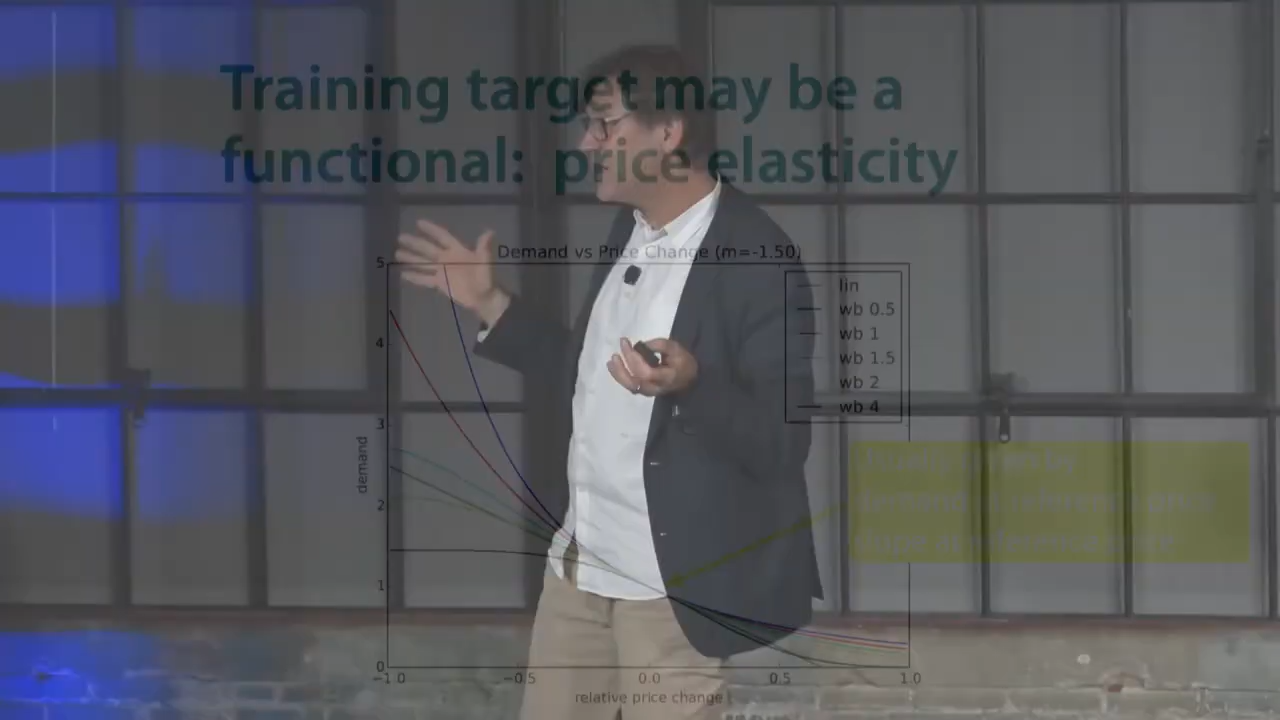 Training target may be a
functional: price elasticity
Demand vs Price Change (m=-1.50)
5
4
3
2
1
0
demand
−1.0
−0.5
0.0
0.5
1.0
relative price change
lin
wb 0.5
wb 1
wb 1.5
wb 2
wb 4